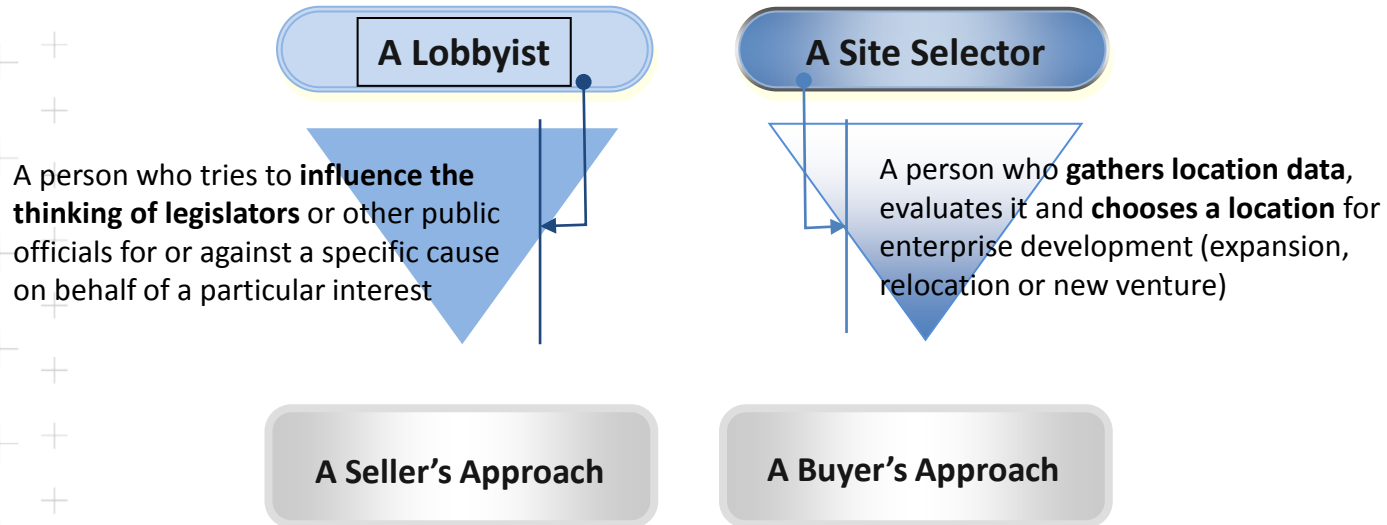 A Lobbyist
A person who tries to influence the
thinking of legislators or other public
officials for or against a specific cause
on behalf of a particular interest
A Seller’s Approach
A Site Selector
A person who gathers location data,
evaluates it and chooses a location for
enterprise development (expansion,
relocation or new venture)
A Buyer’s Approach